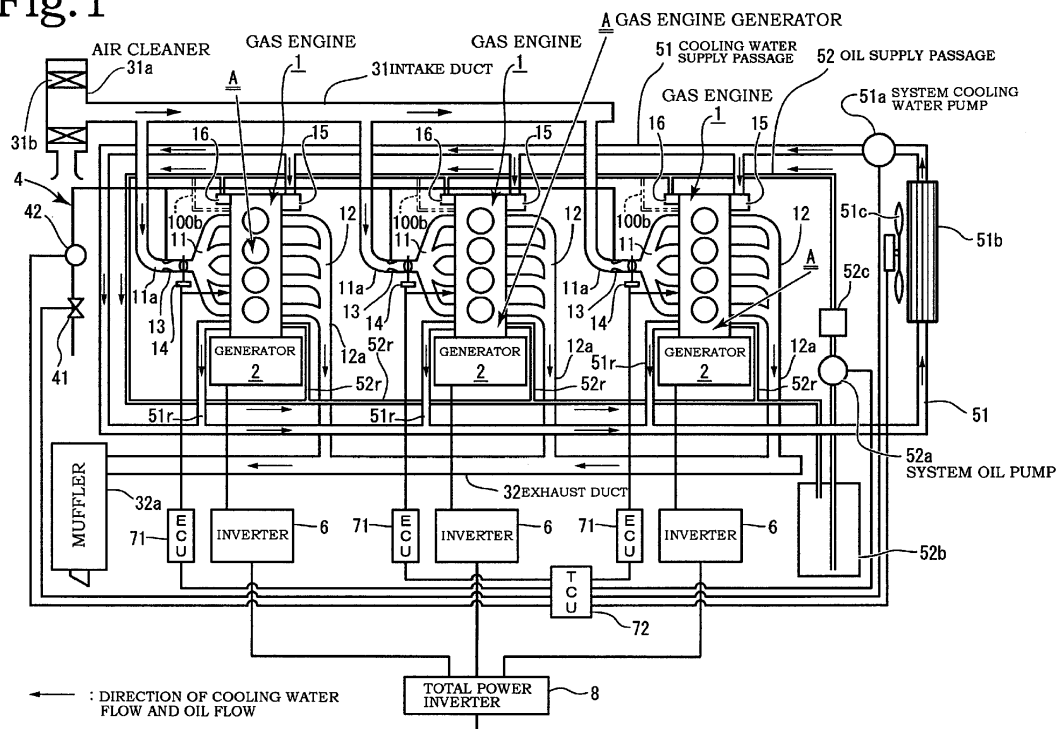 Fig. 1
A GAS ENGINE GENERATOR
AIR CLEANER
31a
GAS ENGINE
1
31 INTAKE DUCT
GAS ENGINE
1
51 COOLING WATER
SUPPLY PASSAGE
52 OIL SUPPLY PASSAGE
51a SYSTEM COOLING
WATER PUMP
A
31b
GAS ENGINE
1
16
15
16
15
16
15
4
42
100b
100b
100b
51c
51b
11
12
11
12
11
12
A
52c
11a
13
14
11a
13
14
11a
13
14
41
12a
12a
12a
GENERATOR
2
GENERATOR
2
GENERATOR
2
52r
52r
51r
52r
52r
51r
51r
51
52a
SYSTEM OIL PUMP
MUFFLER
32a
32 EXHAUST DUCT
71
ECU
INVERTER
6
71
ECU
INVERTER
6
71
ECU
INVERTER
6
52b
TCU
72
TOTAL POWER
INVERTER
8
: DIRECTION OF COOLING WATER
FLOW AND OIL FLOW